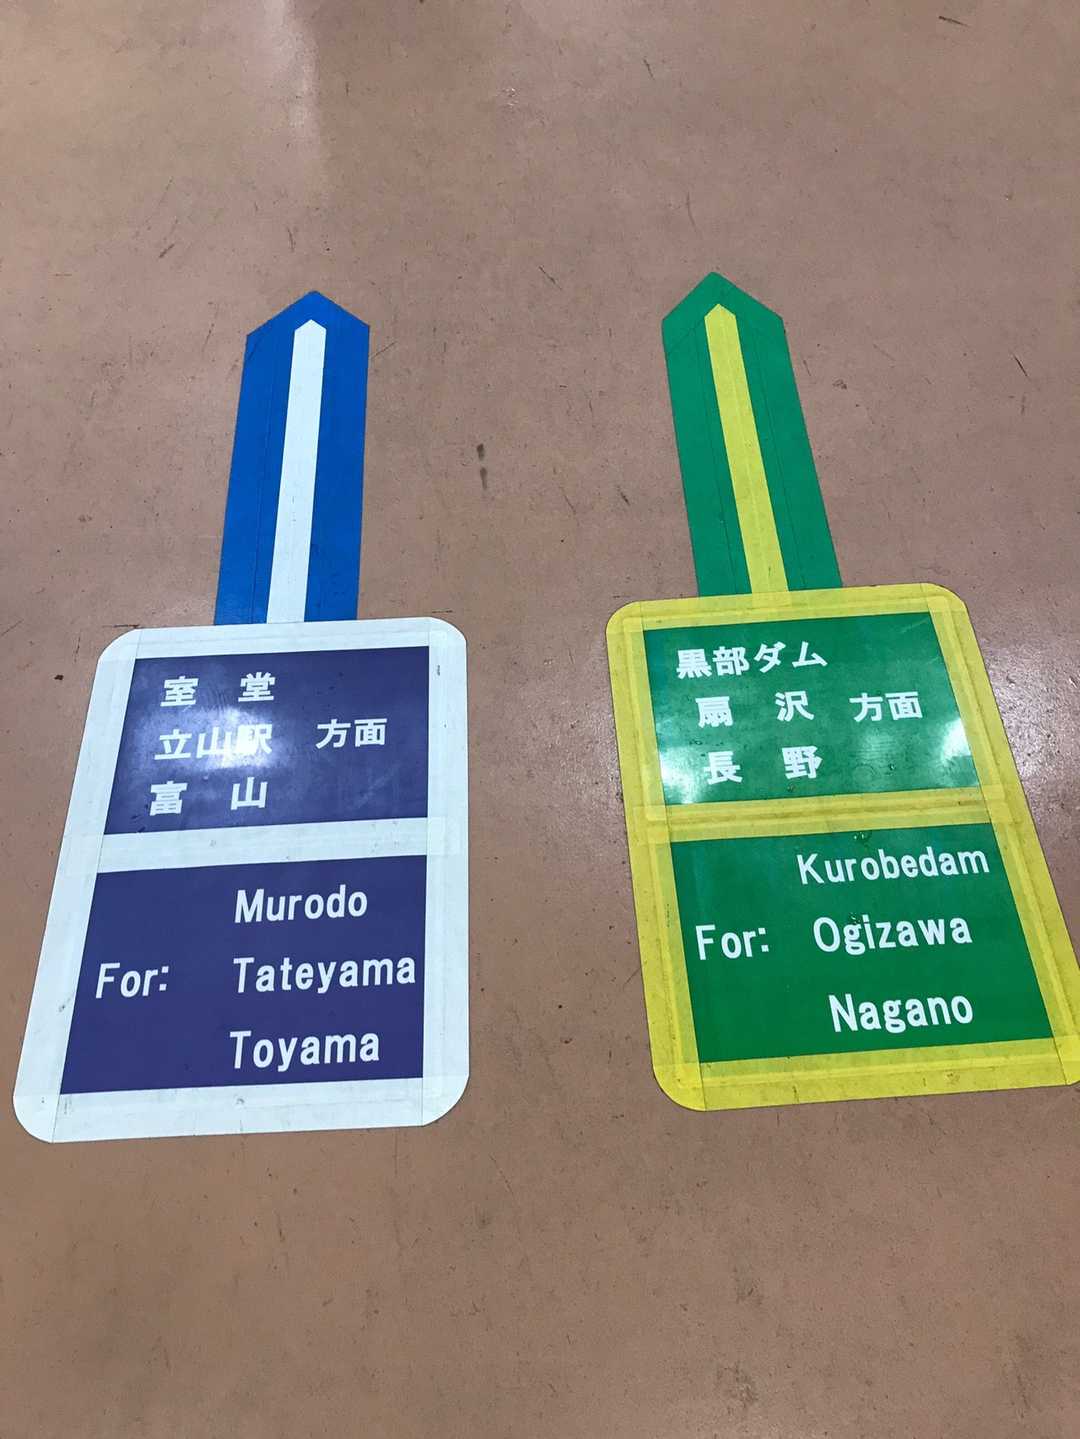 室堂
立山駅 方面
富山
For: Murodo
Tateyama
Toyama
黒部ダム
扇沢 方面
長野
Kurobedam
For: Ogizawa
Nagano